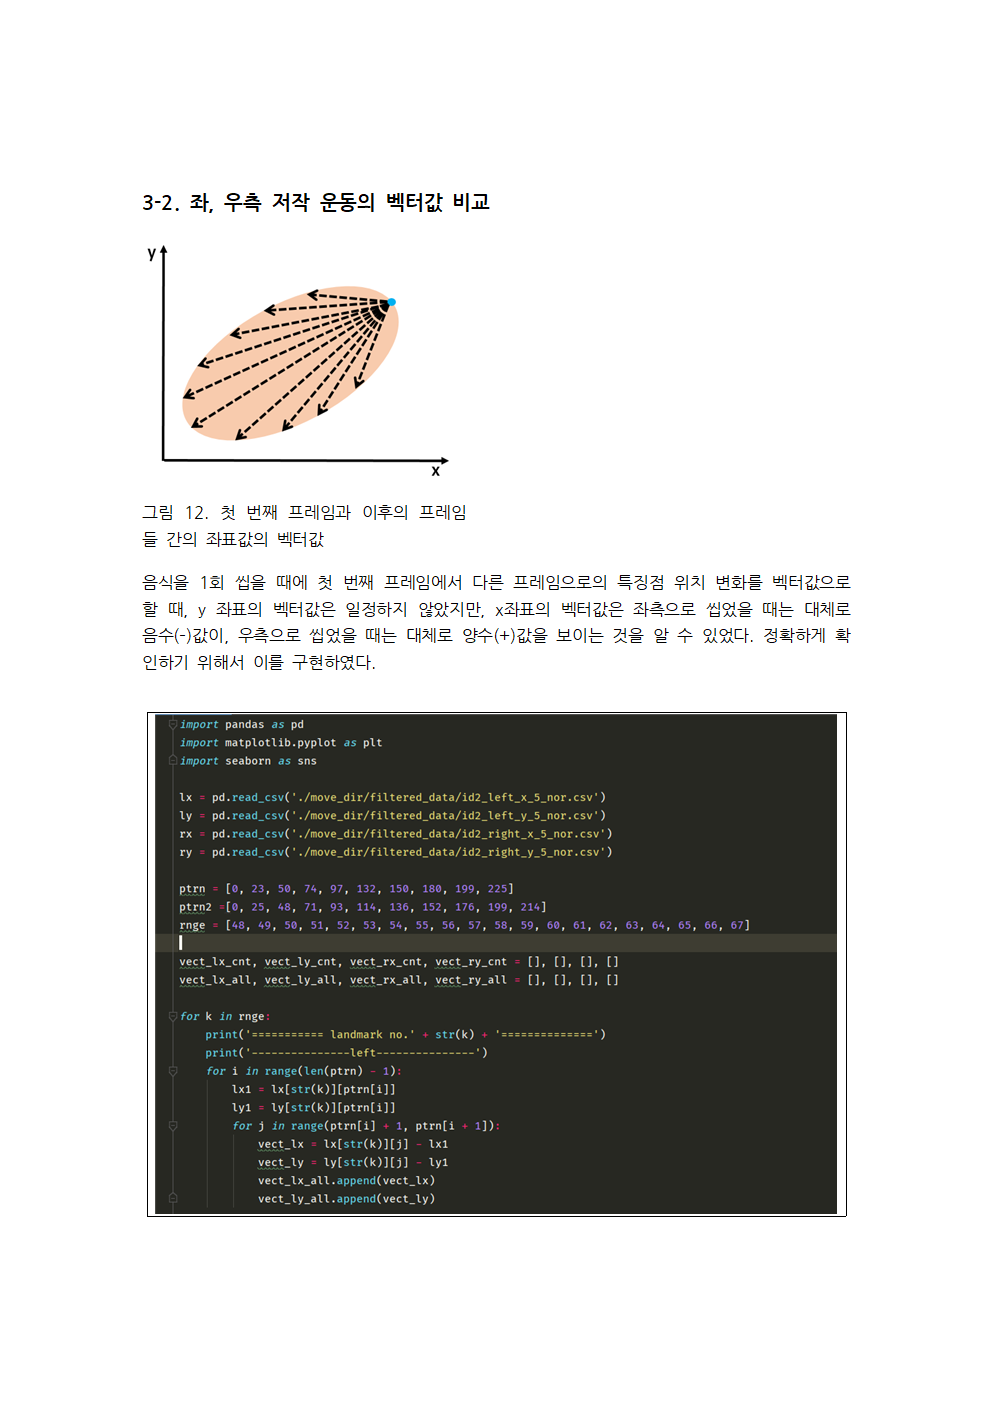 3-2. 좌, 우측 저작 운동의 벡터값 비교
y
x
그림 12. 첫 번째 프레임과 이후의 프레임
들 간의 좌표값의 벡터값
음식을 1회 씹을 때에 첫 번째 프레임에서 다른 프레임으로의 특징점 위치 변화를 벡터값으로
할 때, y 좌표의 벡터값은 일정하지 않았지만, x좌표의 벡터값은 좌측으로 씹었을 때는 대체로
음수(-)값이, 우측으로 씹었을 때는 대체로 양수(+)값을 보이는 것을 알 수 있었다. 정확하게 확
인하기 위해서 이를 구현하였다.
import pandas as pd
import matplotlib.pyplot as plt
import seaborn as sns
lx = pd.read_csv('./move_dir/filtered_data/id2_left_x_5_nor.csv')
ly = pd.read_csv('./move_dir/filtered_data/id2_left_y_5_nor.csv')
rx = pd.read_csv('./move_dir/filtered_data/id2_right_x_5_nor.csv')
ry = pd.read_csv('./move_dir/filtered_data/id2_right_y_5_nor.csv')
ptrn = [0, 23, 50, 74, 97, 132, 150, 180, 199, 225]
ptrn2 =[0, 25, 48, 71, 93, 114, 136, 152, 176, 199, 214]
rnge = [48, 49, 50, 51, 52, 53, 54, 55, 56, 57, 58, 59, 60, 61, 62, 63, 64, 65, 66, 67]
vect_lx_cnt, vect_ly_cnt, vect_rx_cnt, vect_ry_cnt = [], [], [], []
vect_lx_all, vect_ly_all, vect_rx_all, vect_ry_all = [], [], [], []
for k in rnge:
    print('=========== landmark no.' + str(k) + '==============')
    print('---------------left---------------')
    for i in range(len(ptrn) - 1):
        lx1 = lx[str(k)][ptrn[i]]
        ly1 = ly[str(k)][ptrn[i]]
        for j in range(ptrn[i] + 1, ptrn[i + 1]):
            vect_lx = lx[str(k)][j] - lx1
            vect_ly = ly[str(k)][j] - ly1
            vect_lx_all.append(vect_lx)
            vect_ly_all.append(vect_ly)